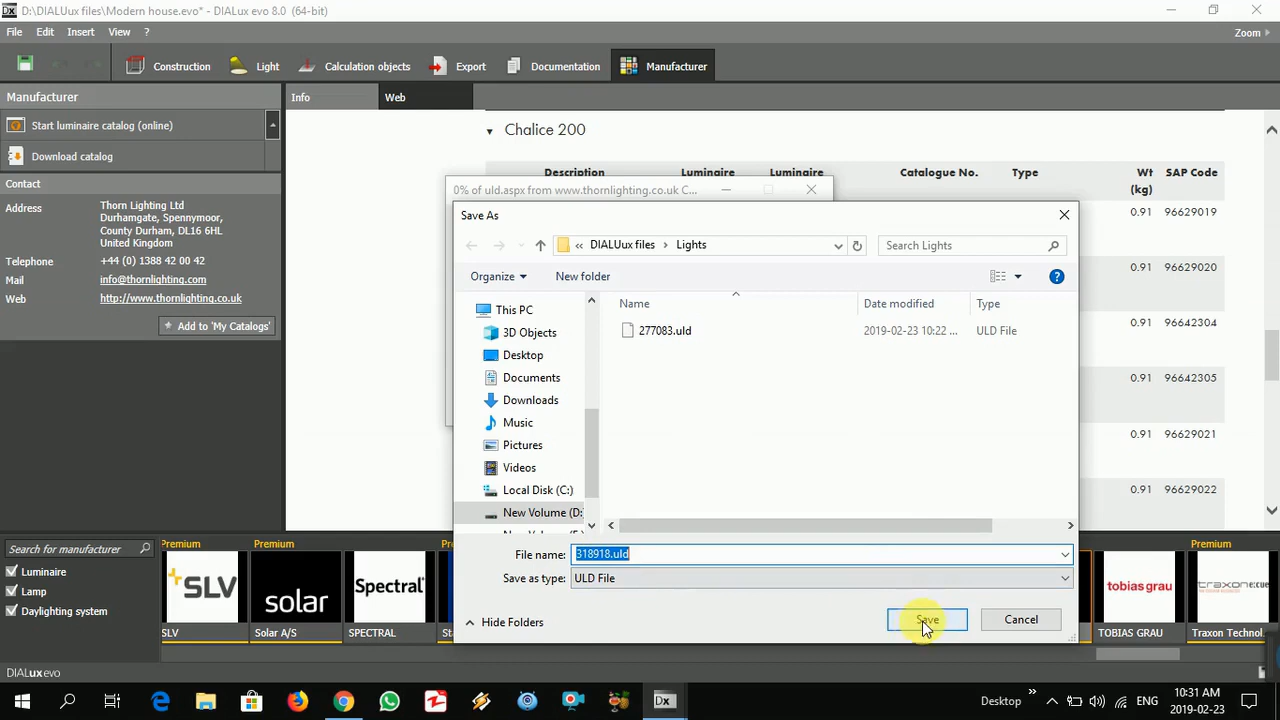 D:\DIALUux files\Modern house.evo* - DIALux evo 8.0 (64-bit)
File Edit Insert View ?
Zoom
Construction Light Calculation objects Export Documentation Manufacturer
Manufacturer
Info Web
Start luminaire catalog (online)
Download catalog
Contact
Address Thorn Lighting Ltd
Durhamgate, Spennymoor,
County Durham, DL16 6HL
United Kingdom
Telephone +44 (0) 1388 42 00 42
Mail info@thornlighting.com
Web http://www.thornlighting.co.uk
Add to 'My Catalogs'
Chalice 200
Description Luminaire Luminaire Catalogue No. Type Wt (kg) SAP Code
0.91 96629019
0.91 96629020
0.91 96642304
0.91 96642305
0.91 96629021
0.91 96629022
0% of uld.aspx from www.thornlighting.co.uk C...
Save As
« DIALUux files › Lights
Search Lights
Organize New folder
This PC
3D Objects
Desktop
Documents
Downloads
Music
Pictures
Videos
Local Disk (C:)
New Volume (D:
Name Date modified Type
277083.uld 2019-02-23 10:22 ... ULD File
File name: 318918.uld
Save as type: ULD File
Hide Folders
Save Cancel
Search for manufacturer
Luminaire
Lamp
Daylighting system
Premium Premium Premium Premium
SLV solar Spectral tobias grau traxon
SLV Solar A/S SPECTRAL TOBIAS GRAU Traxon Technol...
DIALux evo
Dx
Desktop
ENG
10:31 AM
2019-02-23